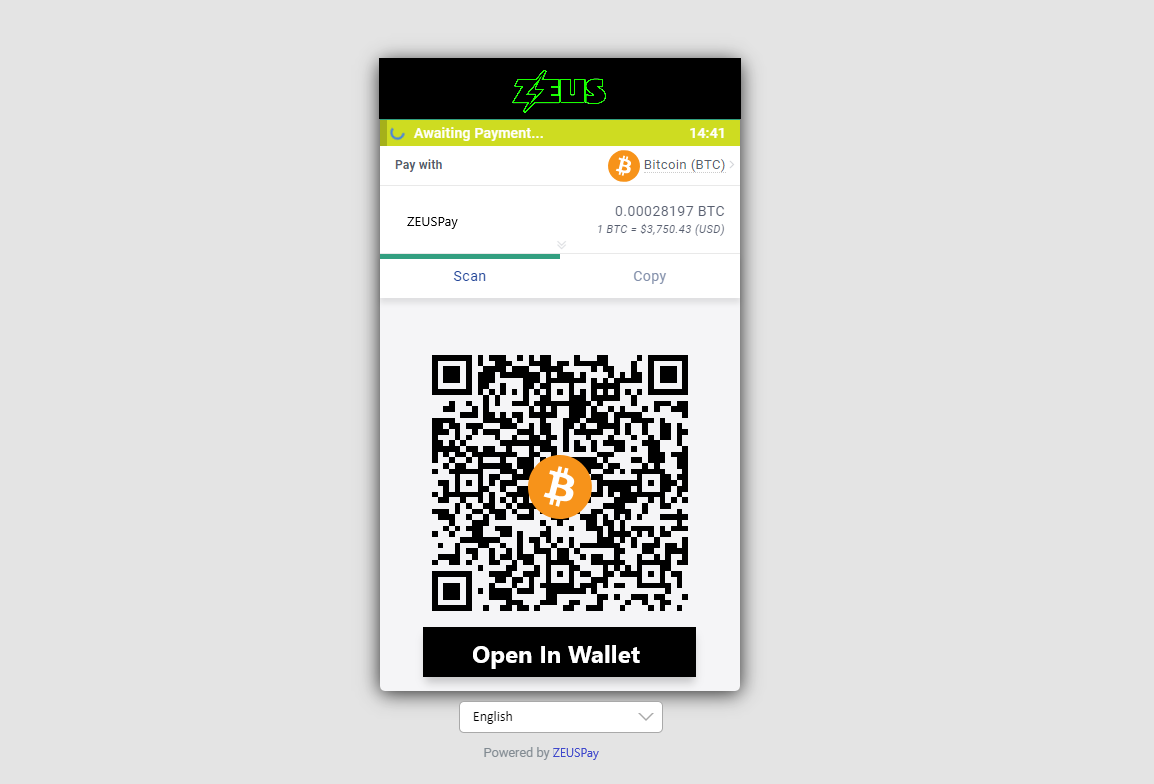 ZEUS
Awaiting Payment... 14:41
Pay with Bitcoin (BTC)
ZEUSPay 0.00028197 BTC
1 BTC = $3,750.43 (USD)
Scan Copy
Open In Wallet
English
Powered by ZEUSPay